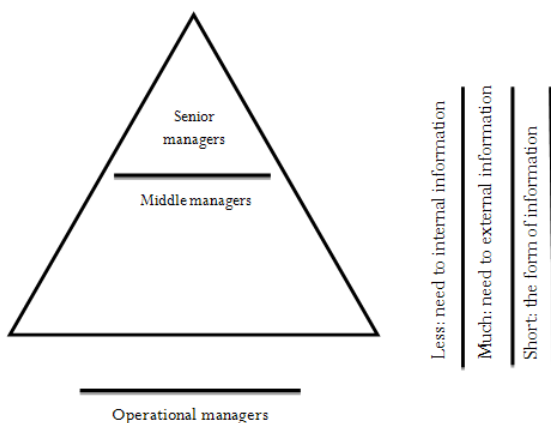 Senior
managers
Middle managers
Operational managers
Less: need to internal information
Much: need to external information
Short: the form of information